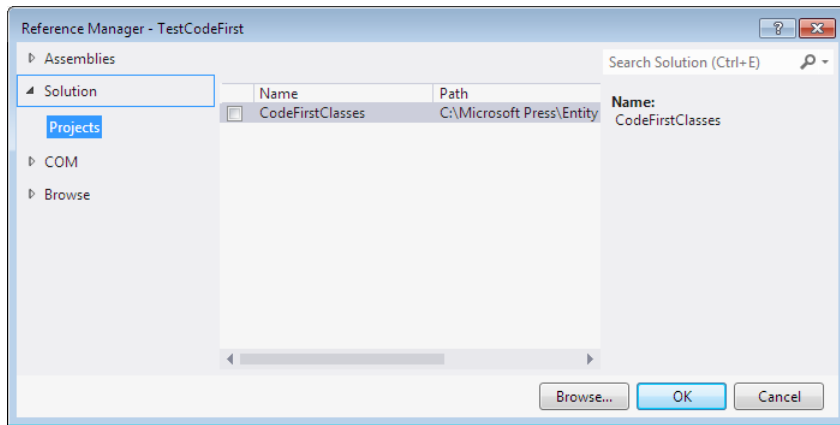 Reference Manager - TestCodeFirst
Assemblies
Search Solution (Ctrl+E)
Solution
Name Path
CodeFirstClasses C:\Microsoft Press\Entity
Name:
CodeFirstClasses
Projects
COM
Browse
Browse... OK Cancel